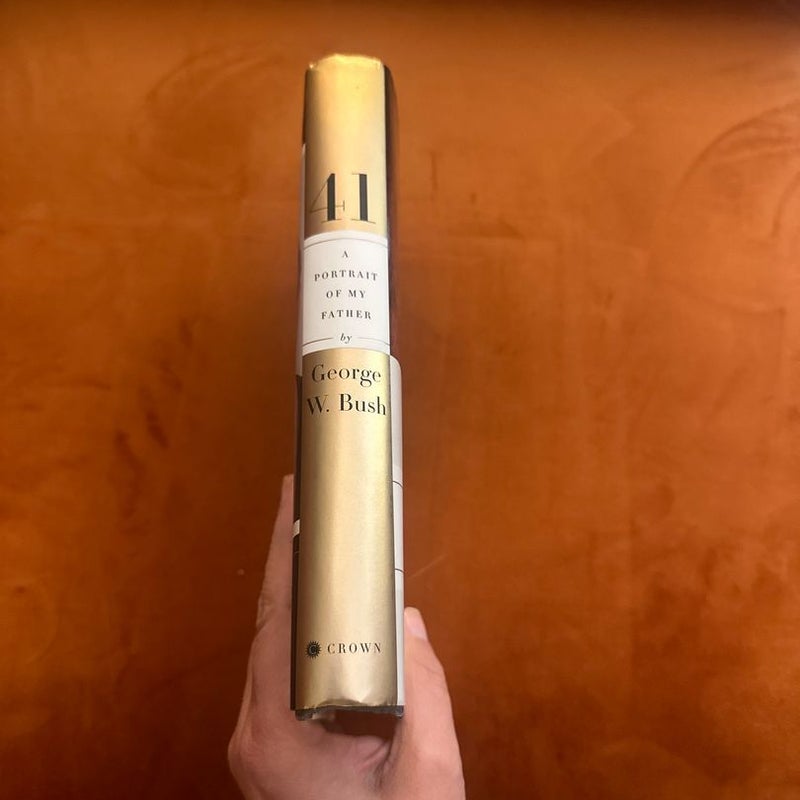 41
A
PORTRAIT
OF MY
FATHER
by
George
W. Bush
C CROWN